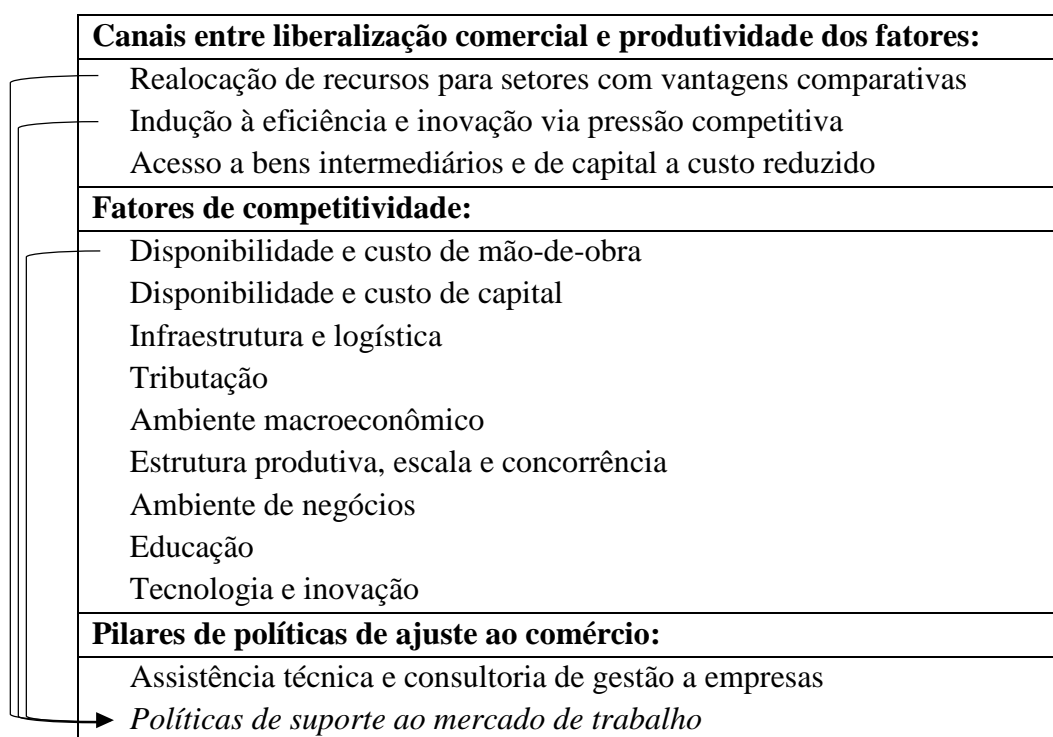 Canais entre liberalização comercial e produtividade dos fatores:
Realocação de recursos para setores com vantagens comparativas
Indução à eficiência e inovação via pressão competitiva
Acesso a bens intermediários e de capital a custo reduzido
Fatores de competitividade:
Disponibilidade e custo de mão-de-obra
Disponibilidade e custo de capital
Infraestrutura e logística
Tributação
Ambiente macroeconômico
Estrutura produtiva, escala e concorrência
Ambiente de negócios
Educação
Tecnologia e inovação
Pilares de políticas de ajuste ao comércio:
Assistência técnica e consultoria de gestão a empresas
Políticas de suporte ao mercado de trabalho